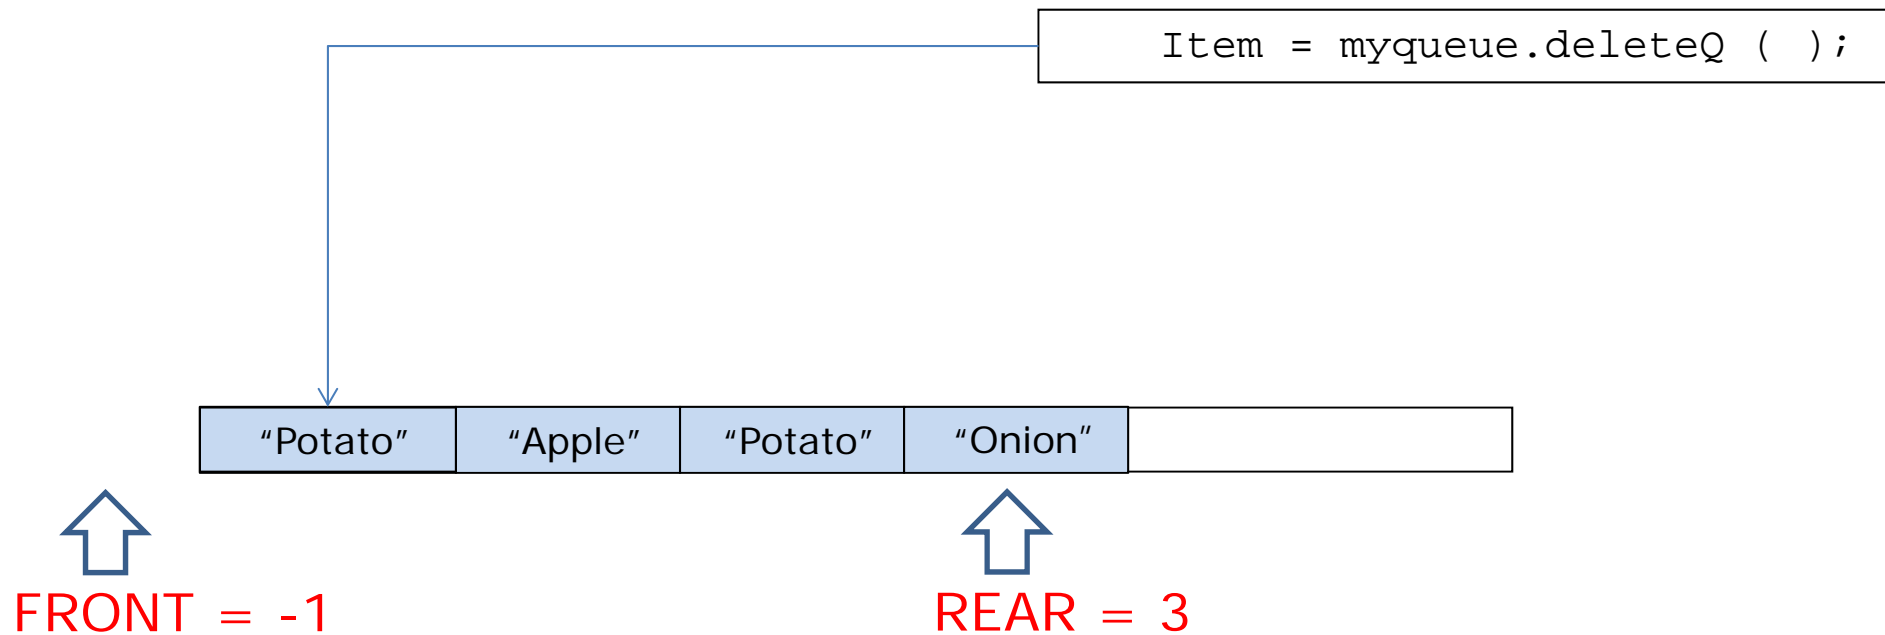 Item = myqueue.deleteQ ( );
“Potato” “Apple” “Potato” “Onion”
FRONT = -1 REAR = 3